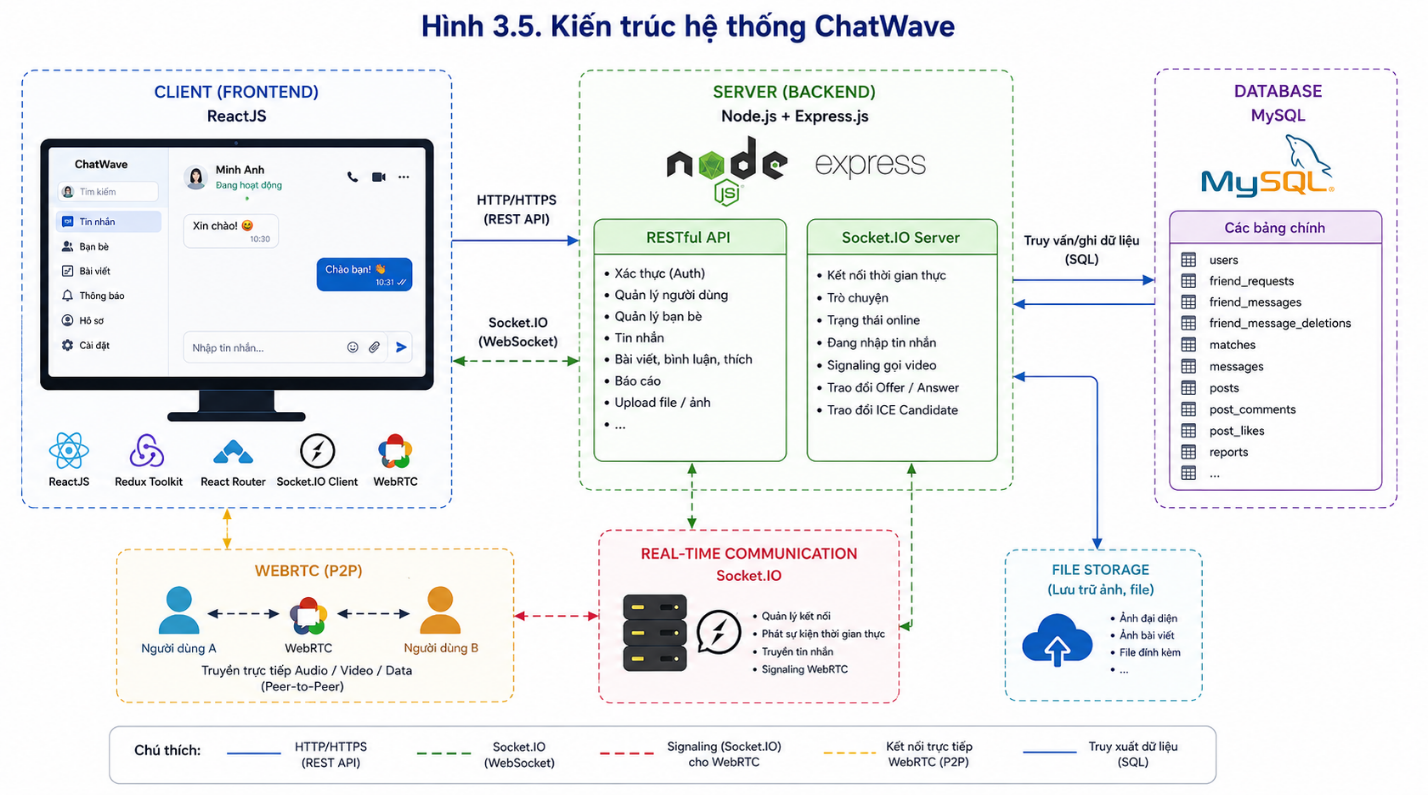 Hình 3.5. Kiến trúc hệ thống ChatWave
CLIENT (FRONTEND)
ReactJS
ChatWave
Tìm kiếm
Tin nhắn
Bạn bè
Bài viết
Thông báo
Hồ sơ
Cài đặt
Minh Anh
Đang hoạt động
Xin chào! 😄
10:30
Chào bạn! 👋
10:31
Nhập tin nhắn...
ReactJS
Redux Toolkit
React Router
Socket.IO Client
WebRTC
HTTP/HTTPS
(REST API)
Socket.IO
(WebSocket)
SERVER (BACKEND)
Node.js + Express.js
node
JS
express
RESTful API
• Xác thực (Auth)
• Quản lý người dùng
• Quản lý bạn bè
• Tin nhắn
• Bài viết, bình luận, thích
• Báo cáo
• Upload file / ảnh
• ...
Socket.IO Server
• Kết nối thời gian thực
• Trò chuyện
• Trạng thái online
• Đang nhập tin nhắn
• Signaling gọi video
• Trao đổi Offer / Answer
• Trao đổi ICE Candidate
Truy vấn/ghi dữ liệu
(SQL)
DATABASE
MySQL
MySQL®
Các bảng chính
users
friend_requests
friend_messages
friend_message_deletions
matches
messages
posts
post_comments
post_likes
reports
...
WEBRTC (P2P)
Người dùng A
WebRTC
Người dùng B
Truyền trực tiếp Audio / Video / Data
(Peer-to-Peer)
REAL-TIME COMMUNICATION
Socket.IO
• Quản lý kết nối
• Phát sự kiện thời gian thực
• Truyền tin nhắn
• Signaling WebRTC
FILE STORAGE
(Lưu trữ ảnh, file)
• Ảnh đại diện
• Ảnh bài viết
• File đính kèm
• ...
Chú thích:
HTTP/HTTPS
(REST API)
Socket.IO
(WebSocket)
Signaling (Socket.IO)
cho WebRTC
Kết nối trực tiếp
WebRTC (P2P)
Truy xuất dữ liệu
(SQL)